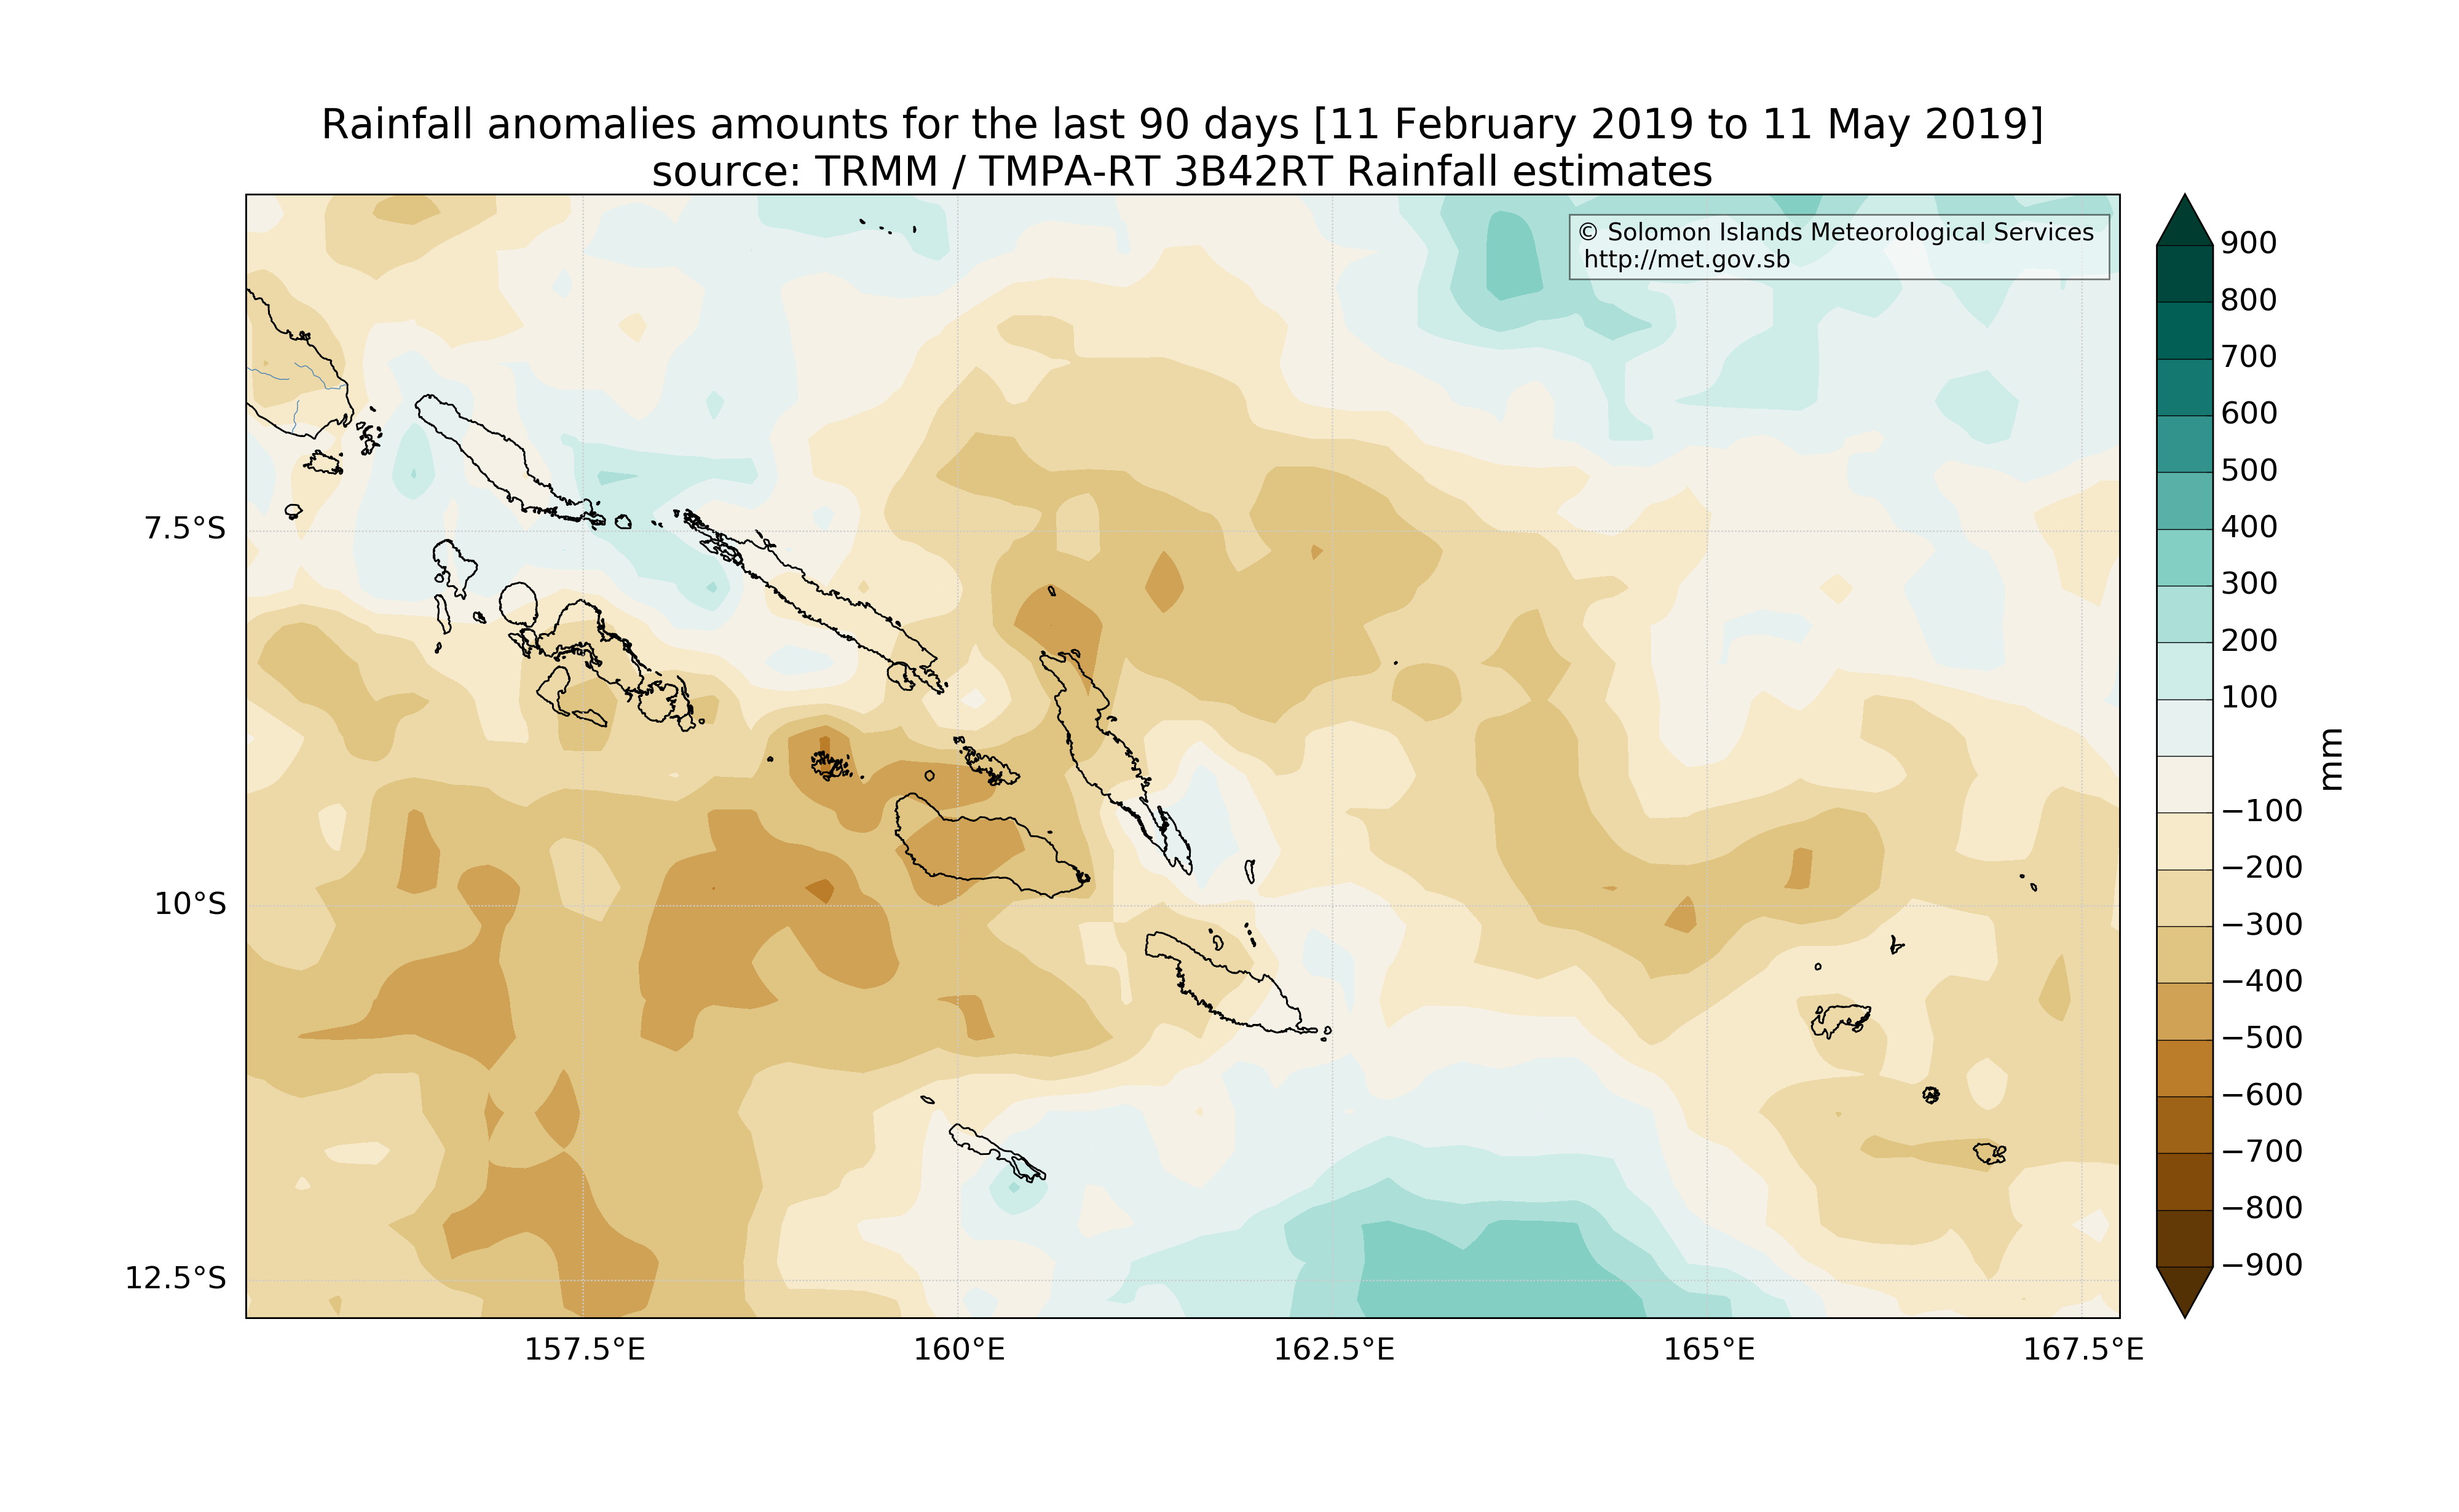 Rainfall anomalies amounts for the last 90 days [11 February 2019 to 11 May 2019]
source: TRMM / TMPA-RT 3B42RT Rainfall estimates
© Solomon Islands Meteorological Services
http://met.gov.sb
7.5°S
10°S
12.5°S
157.5°E
160°E
162.5°E
165°E
167.5°E
900
800
700
600
500
400
300
200
100
−100
−200
−300
−400
−500
−600
−700
−800
−900
mm